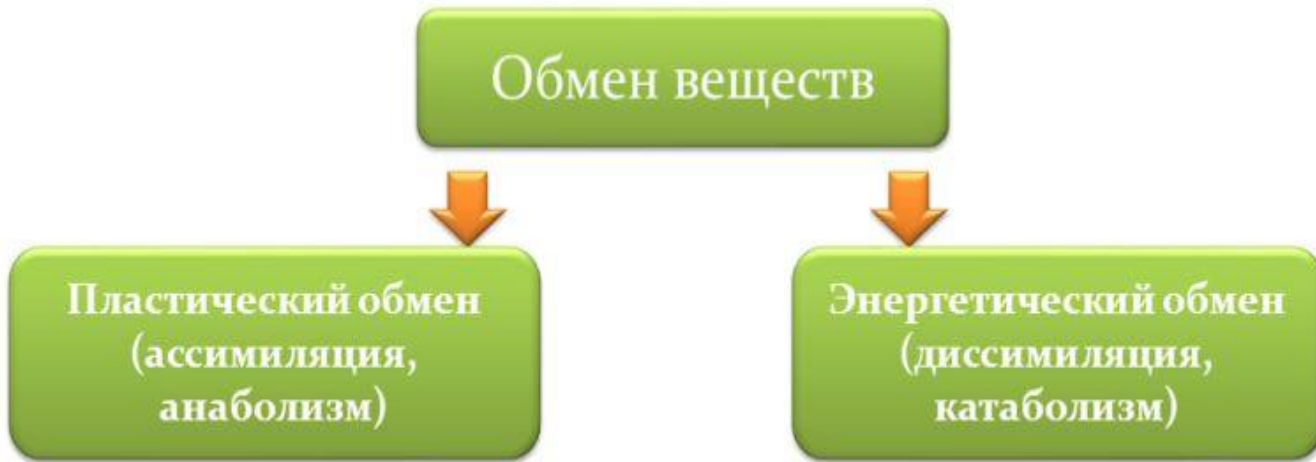 Обмен веществ
Пластический обмен
(ассимиляция,
анаболизм)
Энергетический обмен
(диссимиляция,
катаболизм)